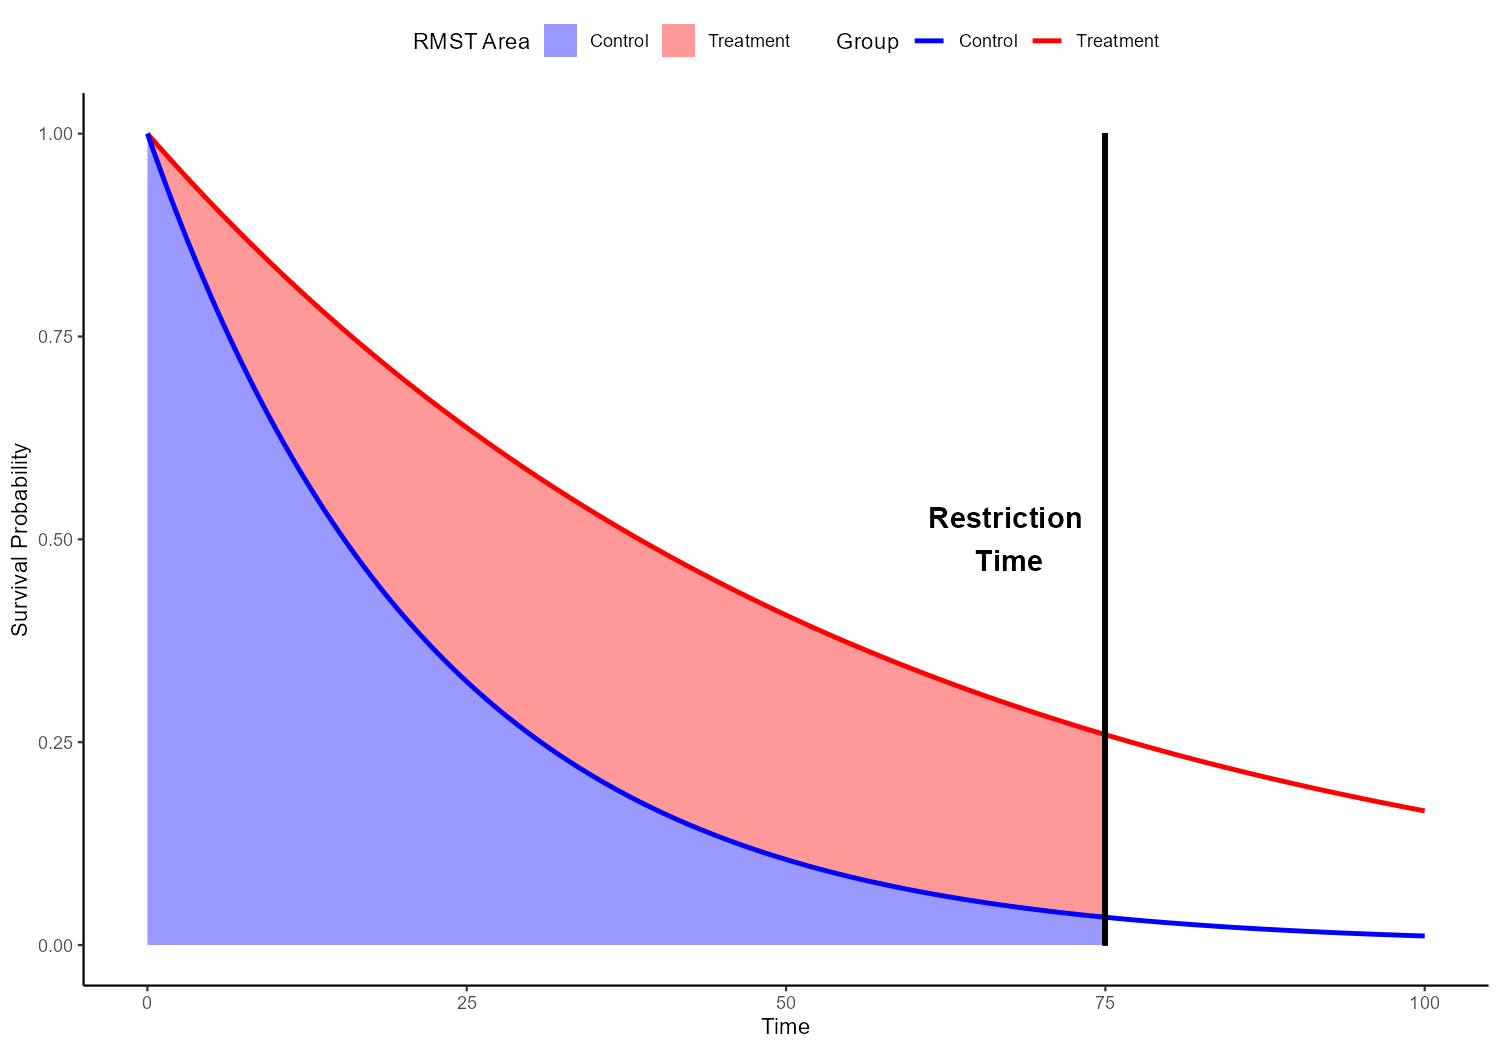 RMST Area Control Treatment Group Control Treatment
1.00
0.75
0.50
0.25
0.00
Survival Probability
Restriction
Time
0 25 50 75 100
Time